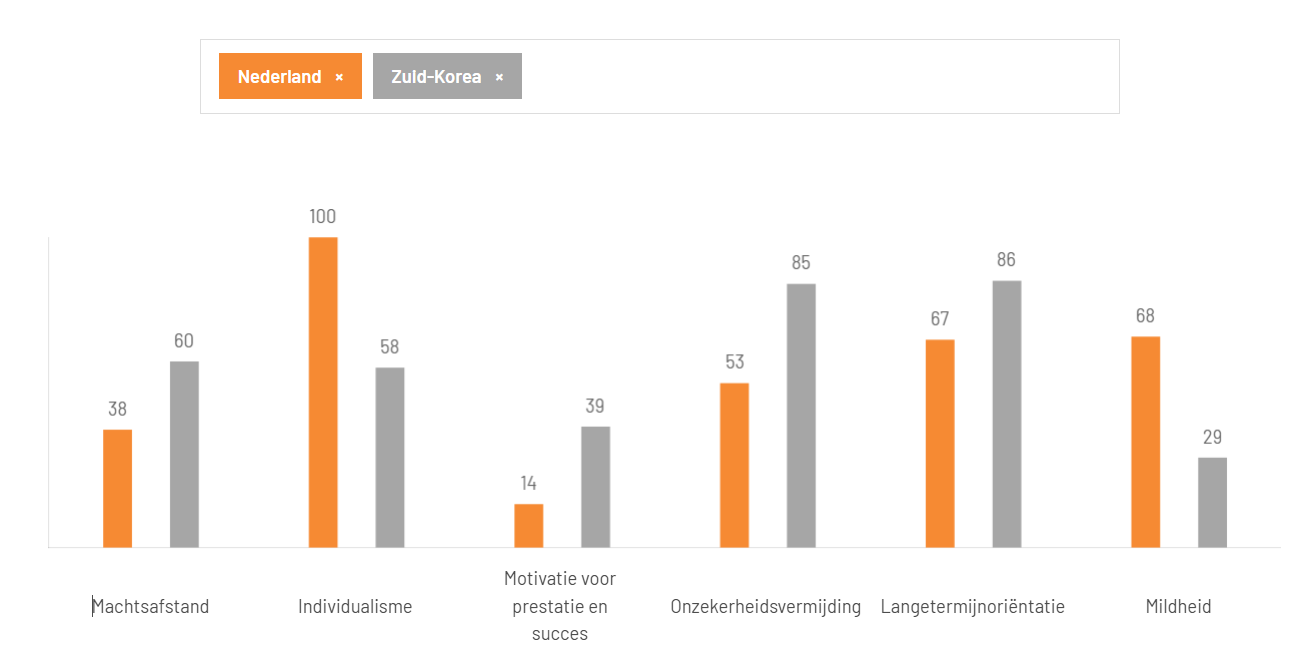 Nederland ×
Zuid-Korea ×
38
60
100
58
14
39
53
85
67
86
68
29
Machtsafstand
Individualisme
Motivatie voor
prestatie en
succes
Onzekerheidsvermijding
Langetermijnoriëntatie
Mildheid